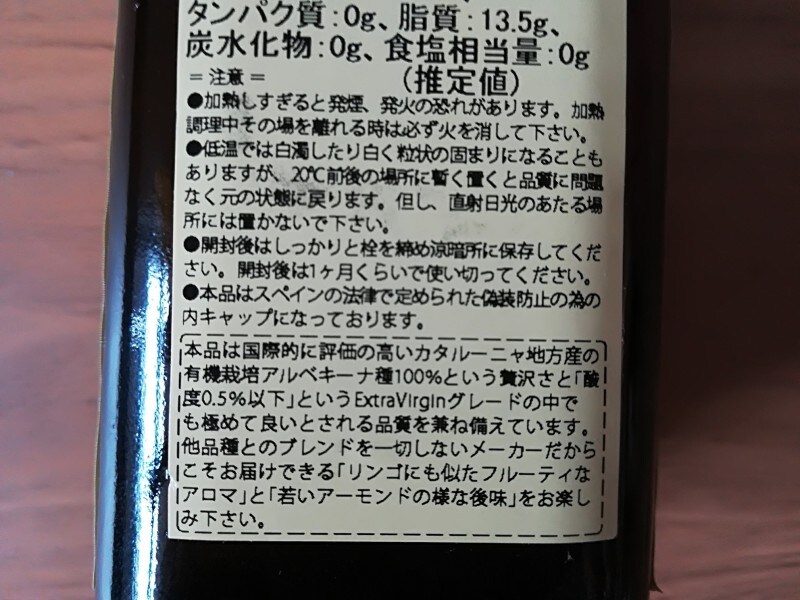 タンパク質：0g、脂質：13.5g、
炭水化物：0g、食塩相当量：0g
＝注意＝　　　　（推定値）
●加熱しすぎると発煙、発火の恐れがあります。加熱
調理中その場を離れる時は必ず火を消して下さい。
●低温では白濁したり白く粒状の固まりになることも
ありますが、20℃前後の場所に暫く置くと品質に問題
なく元の状態に戻ります。但し、直射日光のあたる場
所には置かないで下さい。
●開封後はしっかりと栓を締め涼暗所に保存してくだ
さい。開封後は1ヶ月くらいで使い切ってください。
●本品はスペインの法律で定められた偽装防止の為の
内キャップになっております。
本品は国際的に評価の高いカタルーニャ地方産の
有機栽培アルベキーナ種100%という贅沢さと「酸
度0.5%以下」というExtraVirginグレードの中で
も極めて良いとされる品質を兼ね備えています。
他品種とのブレンドを一切しないメーカーだから
こそお届けできる「リンゴにも似たフルーティな
アロマ」と「若いアーモンドの様な後味」をお楽し
み下さい。